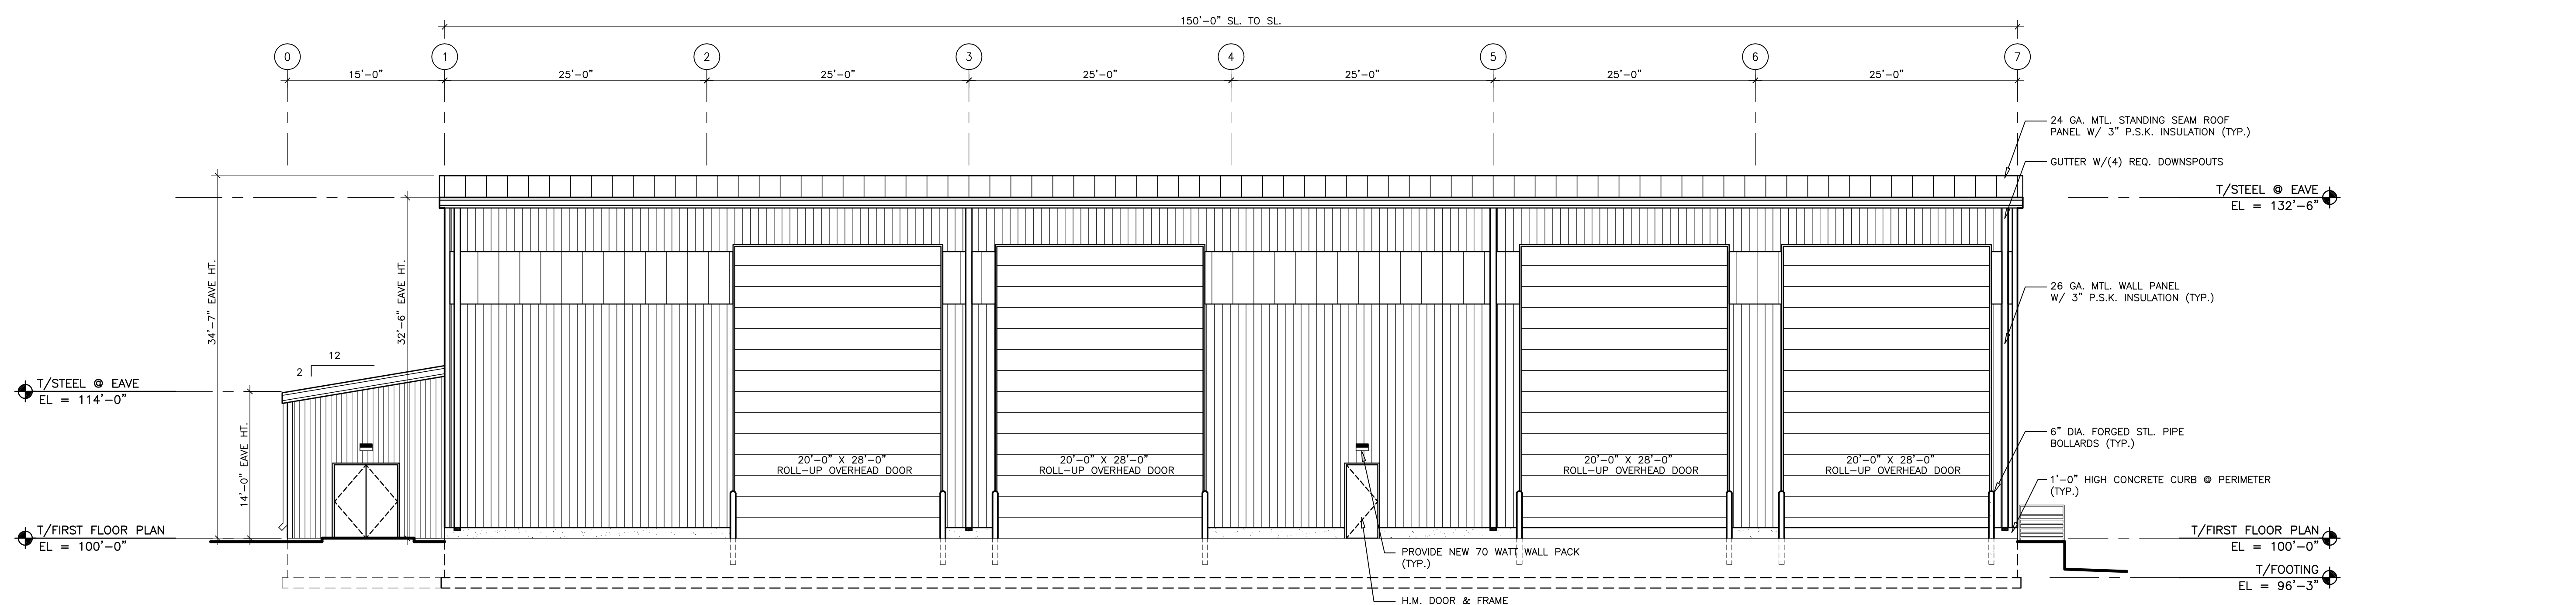 150'-0" SL. TO SL.
0
1
2
3
4
5
6
7
15'-0"
25'-0"
25'-0"
25'-0"
25'-0"
25'-0"
25'-0"
24 GA. MTL. STANDING SEAM ROOF
PANEL W/ 3" P.S.K. INSULATION (TYP.)
GUTTER W/(4) REQ. DOWNSPOUTS
T/STEEL @ EAVE
EL = 132'-6"
34'-7" EAVE HT.
32'-6" EAVE HT.
26 GA. MTL. WALL PANEL
W/ 3" P.S.K. INSULATION (TYP.)
12
2
T/STEEL @ EAVE
EL = 114'-0"
14'-0" EAVE HT.
6" DIA. FORGED STL. PIPE
BOLLARDS (TYP.)
20'-0" X 28'-0"
ROLL-UP OVERHEAD DOOR
20'-0" X 28'-0"
ROLL-UP OVERHEAD DOOR
20'-0" X 28'-0"
ROLL-UP OVERHEAD DOOR
20'-0" X 28'-0"
ROLL-UP OVERHEAD DOOR
1'-0" HIGH CONCRETE CURB @ PERIMETER
(TYP.)
T/FIRST FLOOR PLAN
EL = 100'-0"
T/FIRST FLOOR PLAN
EL = 100'-0"
PROVIDE NEW 70 WATT WALL PACK
(TYP.)
T/FOOTING
EL = 96'-3"
H.M. DOOR & FRAME